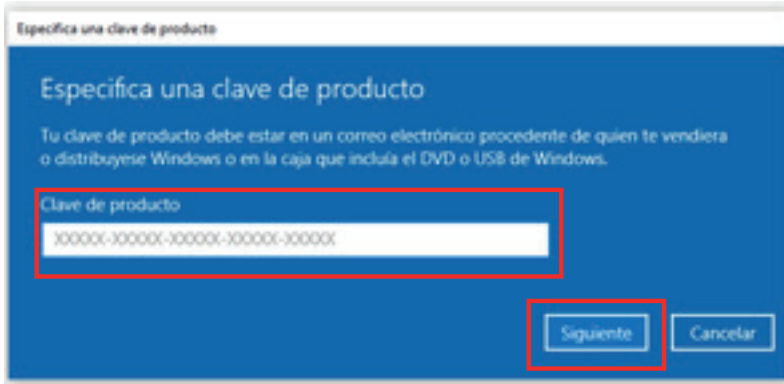 Especifica una clave de producto
Especifica una clave de producto
Tu clave de producto debe estar en un correo electrónico procedente de quien te vendiera
o distribuyese Windows o en la caja que incluía el DVD o USB de Windows.
Clave de producto
XXXXX-XXXXX-XXXXX-XXXXX-XXXXX
Siguiente Cancelar